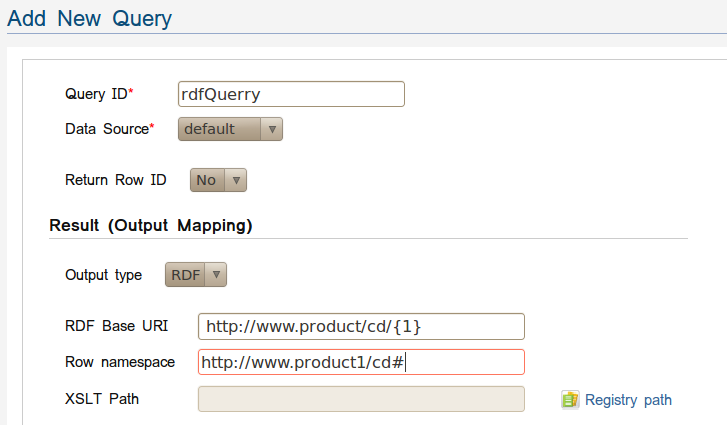 Add New Query
Query ID* rdfQuerry
Data Source* default
Return Row ID No
Result (Output Mapping)
Output type RDF
RDF Base URI http://www.product/cd/{1}
Row namespace http://www.product1/cd#
XSLT Path Registry path